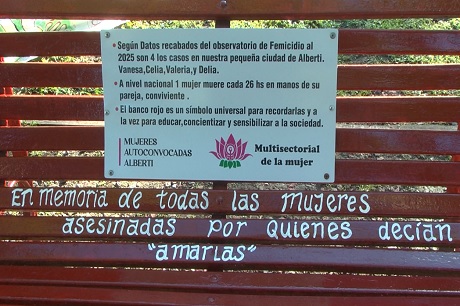 • Según Datos recabados del observatorio de Femicidio al
2025 son 4 los casos en nuestra pequeña ciudad de Alberti.
Vanesa,Celia,Valeria,y Delia.
• A nivel nacional 1 mujer muere cada 26 hs en manos de su
pareja, conviviente .
• El banco rojo es un símbolo universal para recordarlas y a
la vez para educar,concientizar y sensibilizar a la sociedad.
MUJERES
AUTOCONVOCADAS
ALBERTI
Multisectorial
de la mujer
En memoria de todas las mujeres
asesinadas por quienes decían
"amarlas"